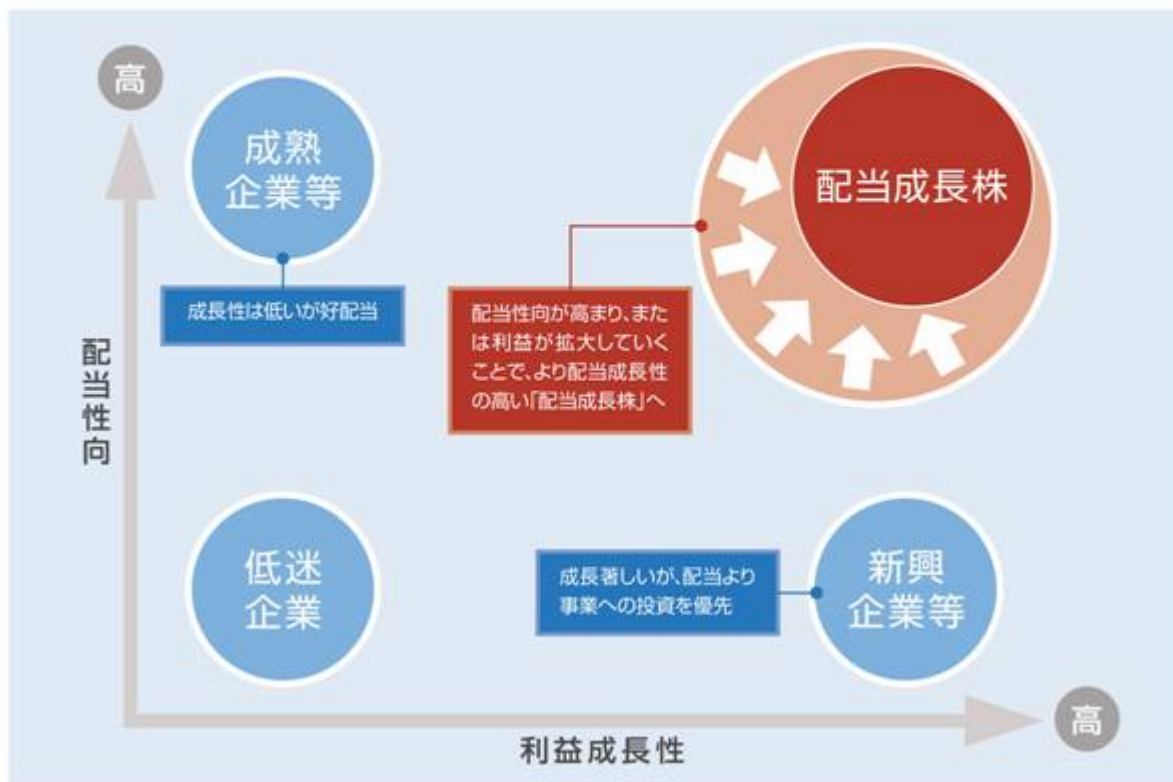 高
成熟
企業等
成長性は低いが好配当
配当成長株
配当性向が高まり、また
は利益が拡大していく
ことで、より配当成長性
の高い「配当成長株」へ
配当性向
低迷
企業
成長著しいが、配当より
事業への投資を優先
新興
企業等
高
利益成長性